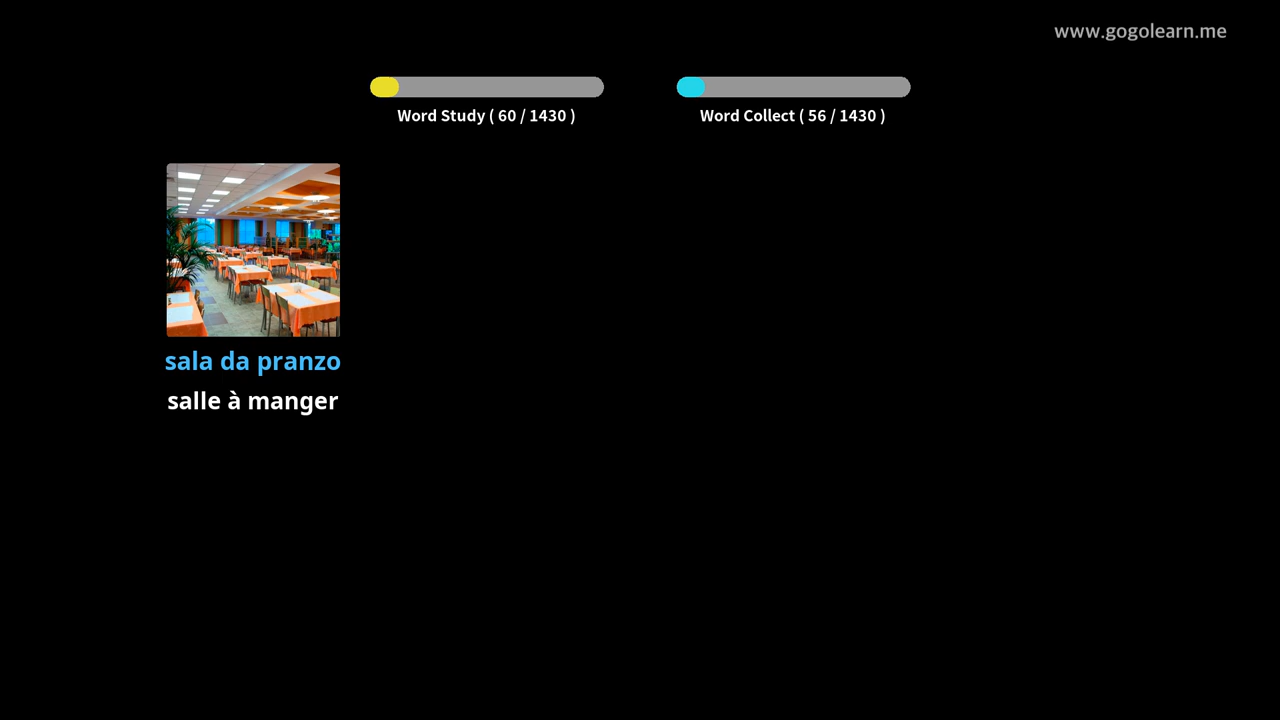 www.gogolearn.me
Word Study ( 60 / 1430 )
Word Collect ( 56 / 1430 )
sala da pranzo
salle à manger